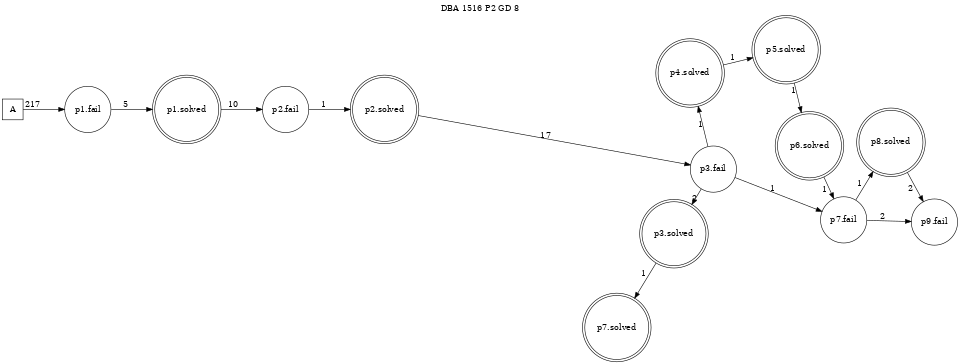 DBA 1516 P2 GD 8
A
217
p1.fail
5
p1.solved
10
p2.fail
1
p2.solved
17
p3.fail
1
p4.solved
1
p5.solved
1
p6.solved
1
p7.fail
1
p8.solved
2
p9.fail
2
1
2
p3.solved
1
p7.solved